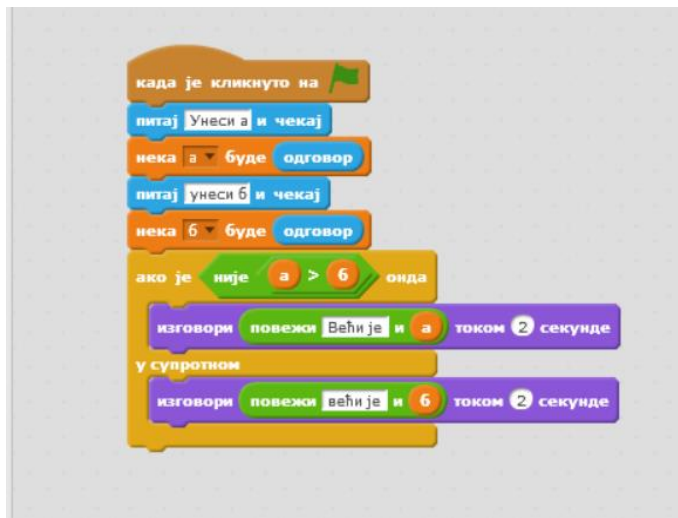 када је кликнуто на
питај Унеси а и чекај
нека а буде одговор
питај унеси б и чекај
нека б буде одговор
ако је није а > б онда
изговори повежи Већи је и а током 2 секунде
у супротном
изговори повежи већи је и б током 2 секунде